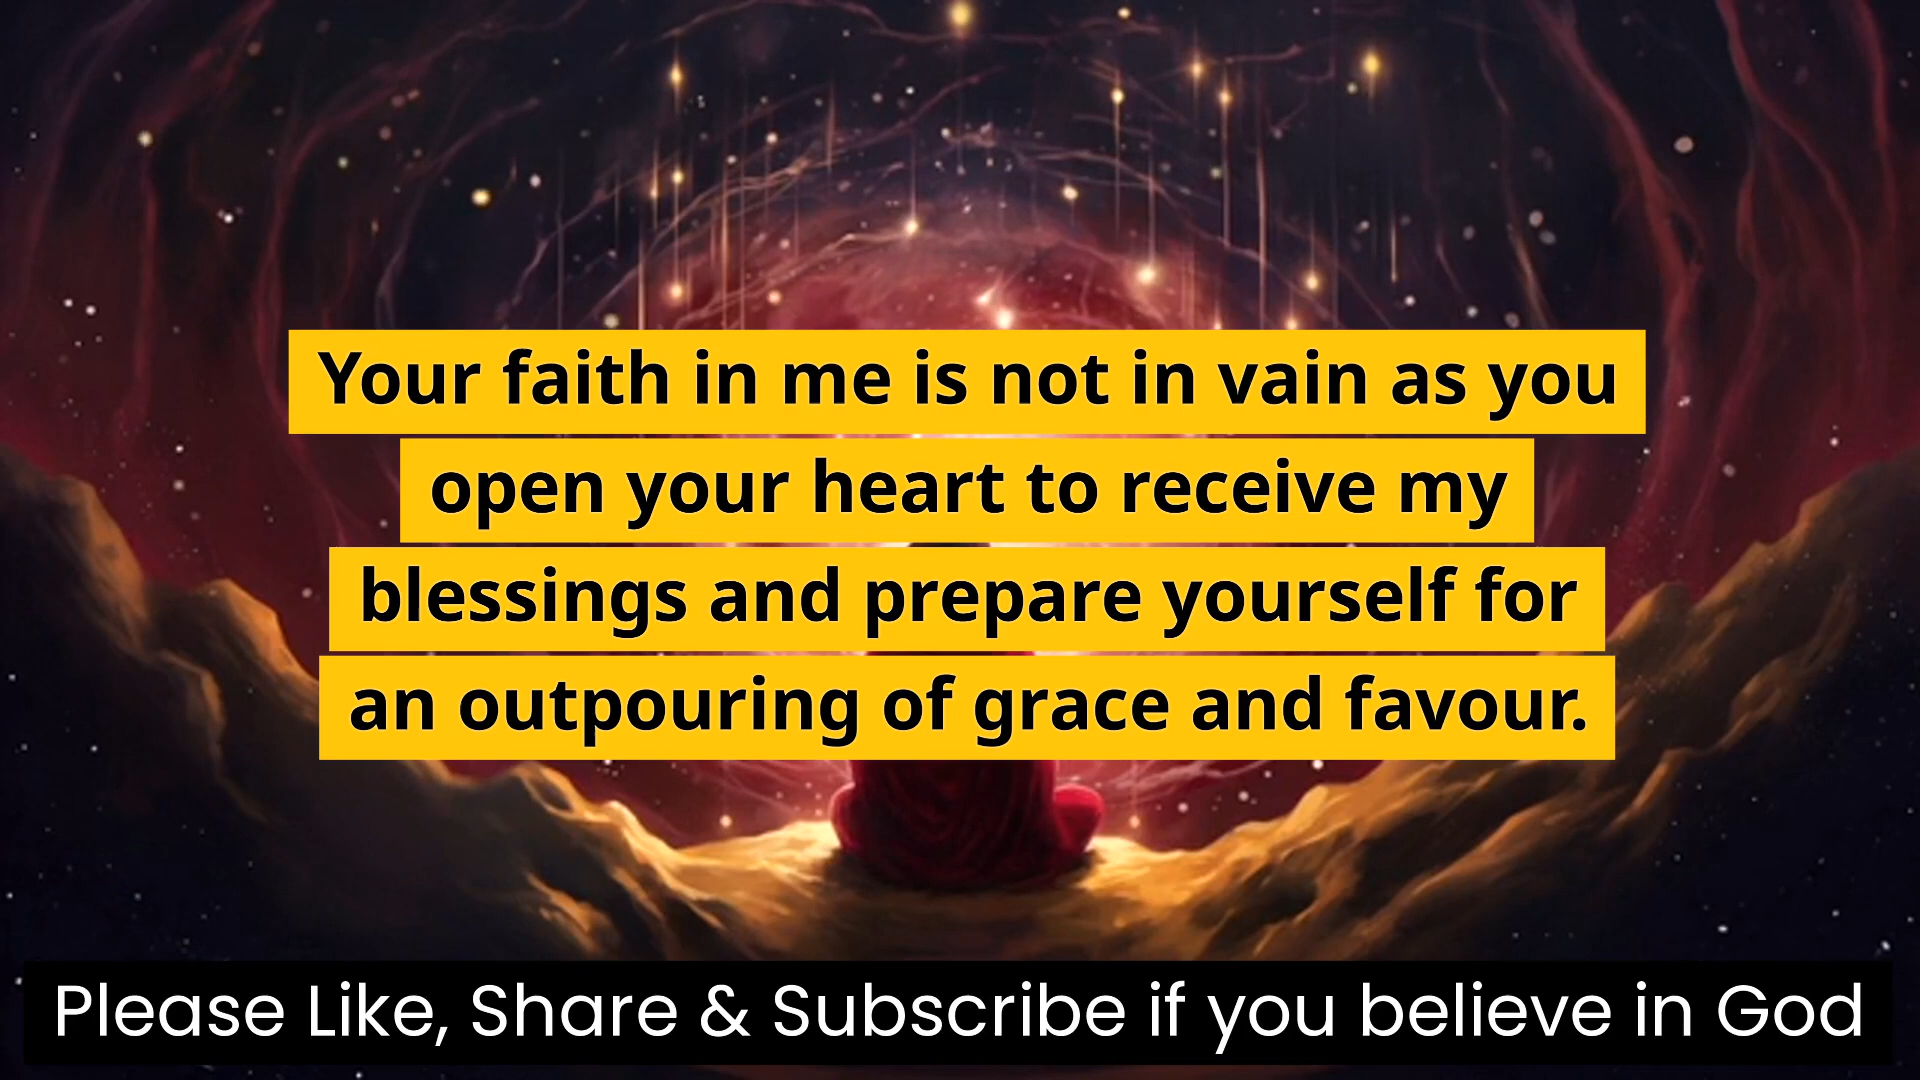 Your faith in me is not in vain as you
open your heart to receive my
blessings and prepare yourself for
an outpouring of grace and favour.
Please Like, Share & Subscribe if you believe in God